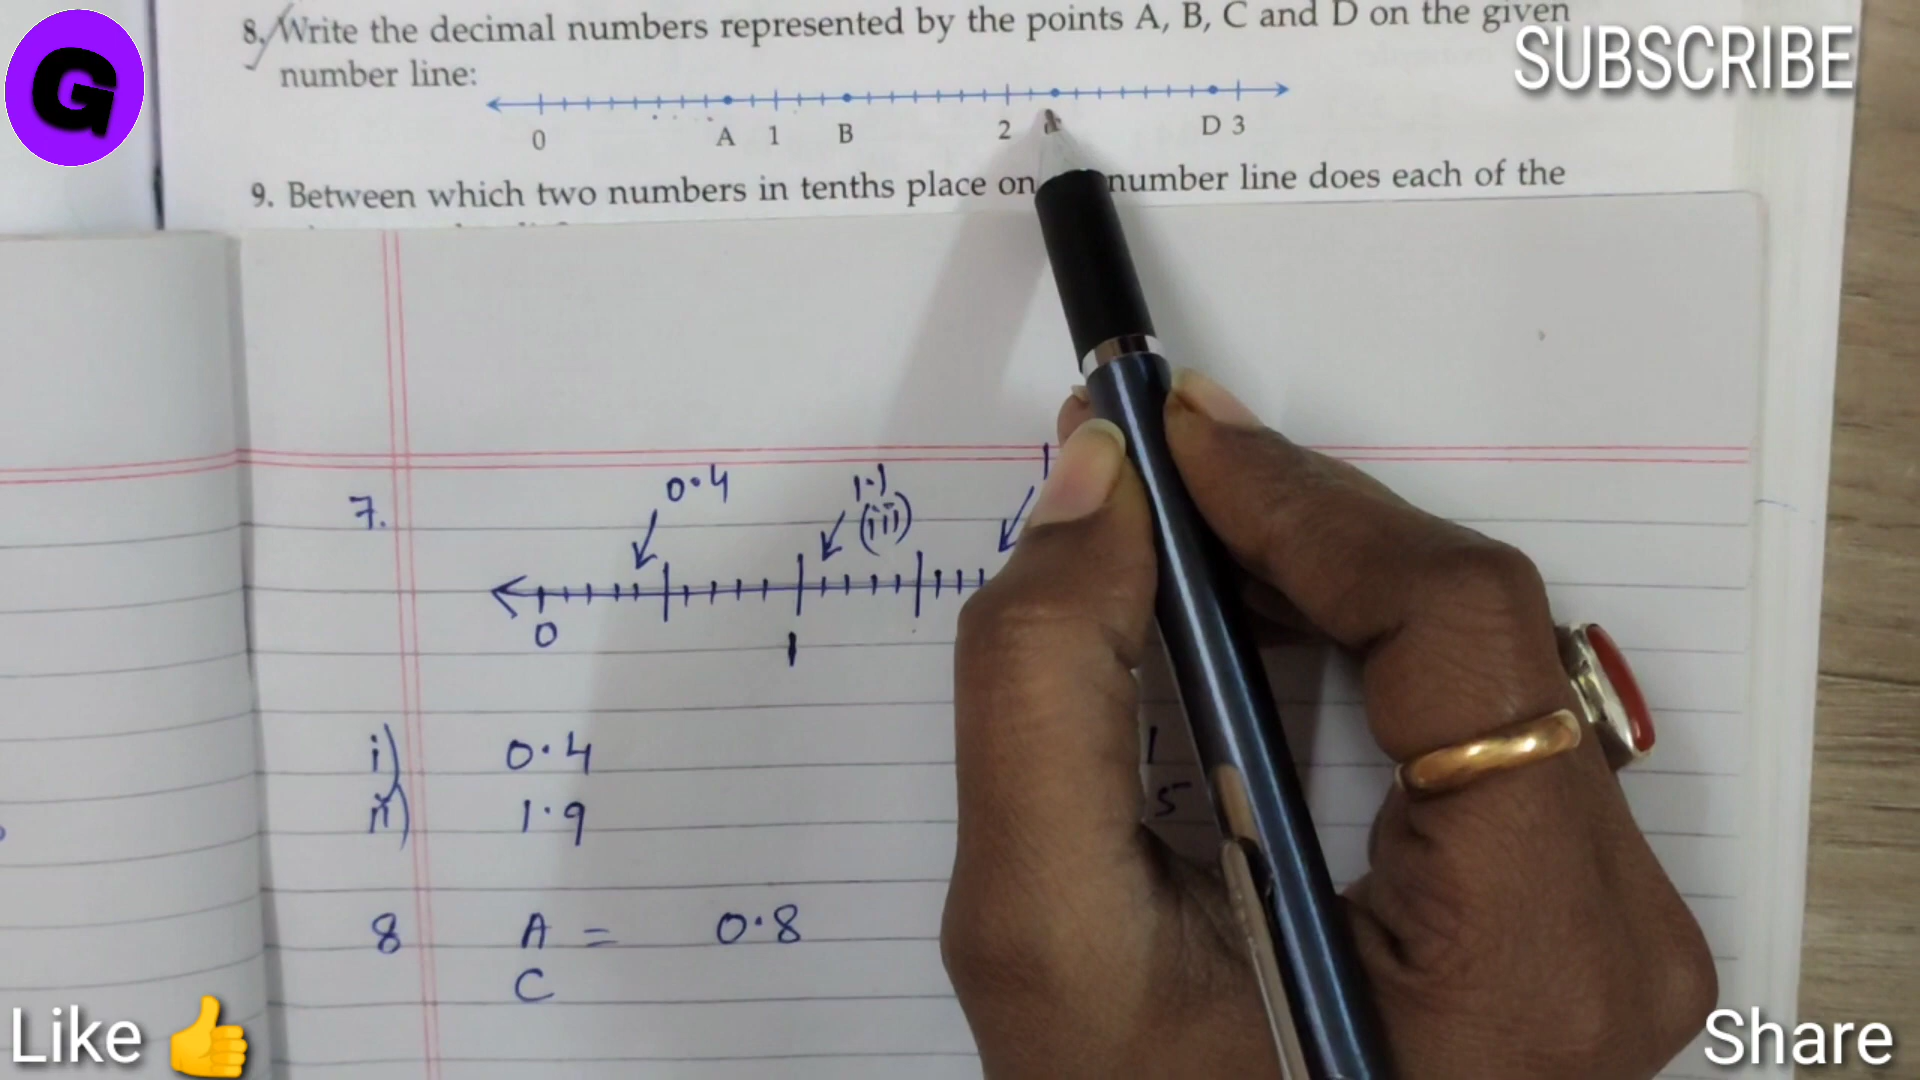 G
8. Write the decimal numbers represented by the points A, B, C and D on the given
SUBSCRIBE
number line:
0 A 1 B 2 D 3
9. Between which two numbers in tenths place on number line does each of the
7.
0.4
1.1
(iii)
0
1
i) 0.4
ii) 1.9
1
5
8 A = 0.8
C
Like 👍
Share